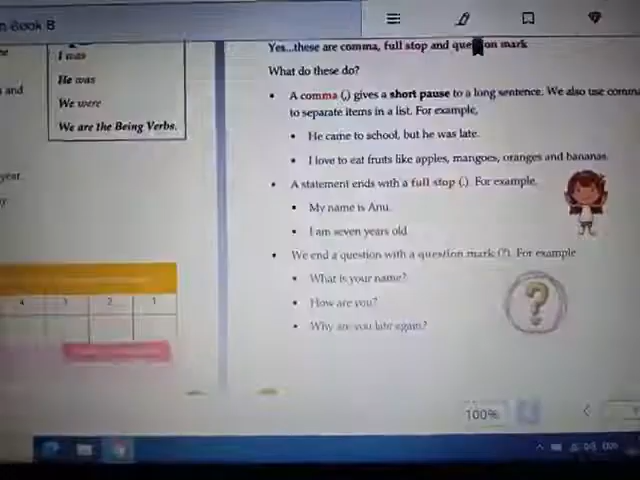 Book B
I was
He was
We were
We are the Being Verbs.
and
year.
4 3 2 1
Yes...these are comma, full stop and on mark
What do these do?
• A comma (,) gives a short pause to a long sentence. We also use comma
to separate items in a list. For example,
• He came to school, but he was late.
• I love to eat fruits like apples, mangoes, oranges and bananas.
• A statement ends with a full stop (.). For example,
• My name is Anu.
• I am seven years old
• We end a question with a question mark (?). For example
• What is your name?
• How are you?
• Why are you late again?
?
100%